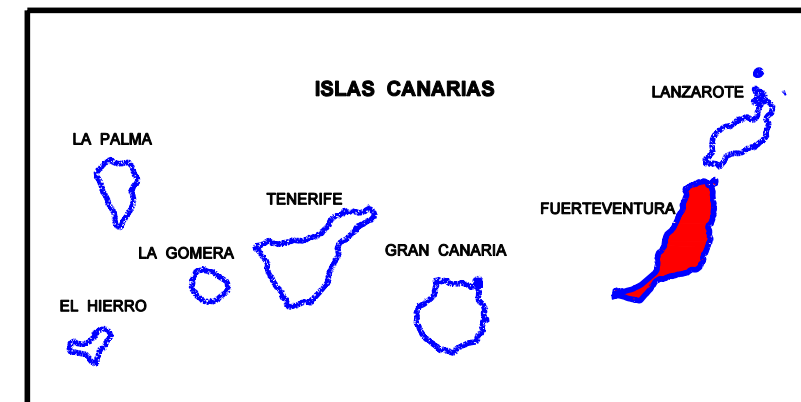 ISLAS CANARIAS
LANZAROTE
LA PALMA
TENERIFE
FUERTEVENTURA
LA GOMERA
GRAN CANARIA
EL HIERRO